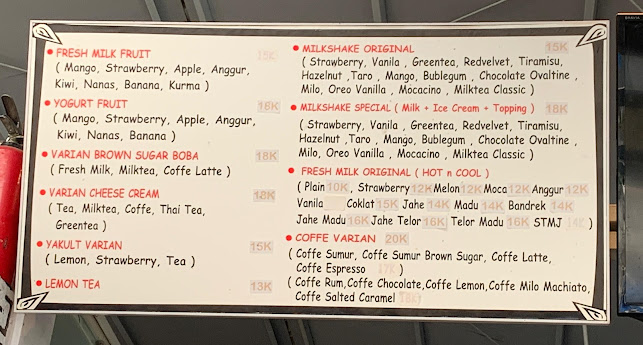 FRESH MILK FRUIT 15K
( Mango, Strawberry, Apple, Anggur,
Kiwi, Nanas, Banana, Kurma )
YOGURT FRUIT 16K
( Mango, Strawberry, Apple, Anggur,
Kiwi, Nanas, Banana )
VARIAN BROWN SUGAR BOBA 18K
( Fresh Milk, Milktea, Coffe Latte )
VARIAN CHEESE CREAM 18K
( Tea, Milktea, Coffe, Thai Tea,
Greentea )
YAKULT VARIAN 15K
( Lemon, Strawberry, Tea )
LEMON TEA 13K
MILKSHAKE ORIGINAL 15K
( Strawberry, Vanila , Greentea, Redvelvet, Tiramisu,
Hazelnut ,Taro , Mango, Bublegum , Chocolate Ovaltine ,
Milo, Oreo Vanilla , Mocacino , Milktea Classic )
MILKSHAKE SPECIAL ( Milk + Ice Cream + Topping ) 18K
( Strawberry, Vanila , Greentea, Redvelvet, Tiramisu,
Hazelnut ,Taro , Mango, Bublegum , Chocolate Ovaltine ,
Milo, Oreo Vanilla , Mocacino , Milktea Classic )
FRESH MILK ORIGINAL ( HOT n COOL )
( Plain 10K , Strawberry 12K Melon 12K Moca 12K Anggur 12K
Vanila Coklat 15K Jahe 14K Madu 14K Bandrek 14K
Jahe Madu 16K Jahe Telor 16K Telor Madu 16K STMJ )
COFFE VARIAN 20K
( Coffe Sumur, Coffe Sumur Brown Sugar, Coffe Latte,
Coffe Espresso )
( Coffe Rum, Coffe Chocolate, Coffe Lemon, Coffe Milo Machiato,
Coffe Salted Caramel 18K )